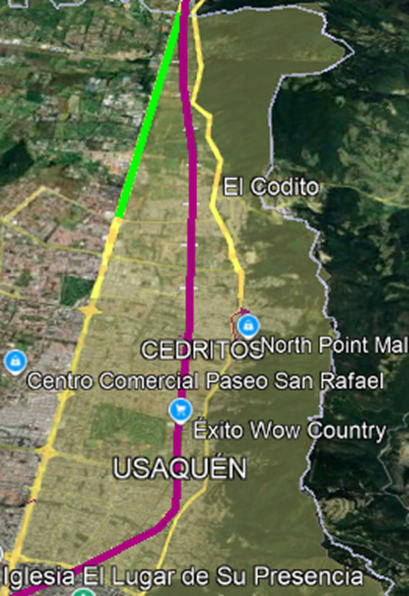 El Codito
North Point Mal
CEDRITOS
Centro Comercial Paseo San Rafael
Éxito Wow Country
USAQUÉN
Iglesia El Lugar de Su Presencia